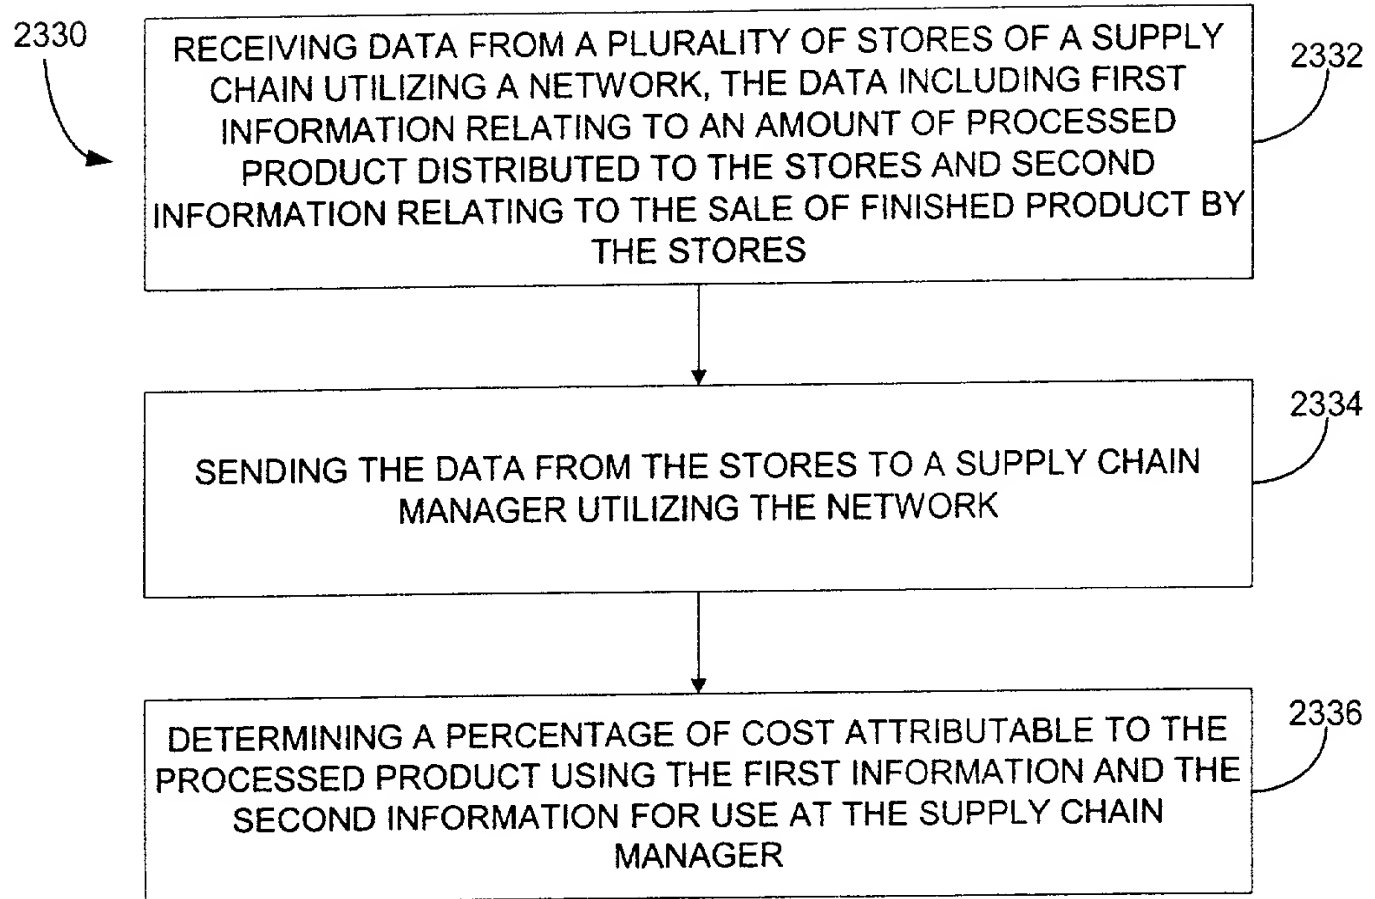 2330
RECEIVING DATA FROM A PLURALITY OF STORES OF A SUPPLY
CHAIN UTILIZING A NETWORK, THE DATA INCLUDING FIRST
INFORMATION RELATING TO AN AMOUNT OF PROCESSED
PRODUCT DISTRIBUTED TO THE STORES AND SECOND
INFORMATION RELATING TO THE SALE OF FINISHED PRODUCT BY
THE STORES
2332
SENDING THE DATA FROM THE STORES TO A SUPPLY CHAIN
MANAGER UTILIZING THE NETWORK
2334
DETERMINING A PERCENTAGE OF COST ATTRIBUTABLE TO THE
PROCESSED PRODUCT USING THE FIRST INFORMATION AND THE
SECOND INFORMATION FOR USE AT THE SUPPLY CHAIN
MANAGER
2336